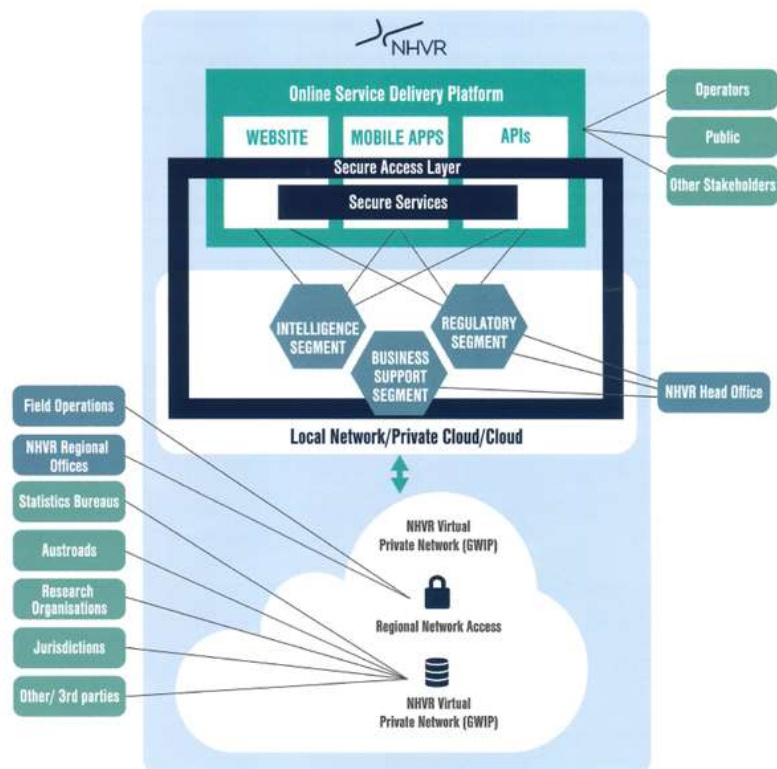 NHVR
Online Service Delivery Platform
WEBSITE
MOBILE APPS
APIs
Secure Access Layer
Secure Services
Operators
Public
Other Stakeholders
INTELLIGENCE
SEGMENT
REGULATORY
SEGMENT
BUSINESS
SUPPORT
SEGMENT
NHVR Head Office
Local Network/Private Cloud/Cloud
Field Operations
NHVR Regional
Offices
Statistics Bureaus
Austroads
Research
Organisations
Jurisdictions
Other/ 3rd parties
NHVR Virtual
Private Network (GWIP)
Regional Network Access
NHVR Virtual
Private Network (GWIP)